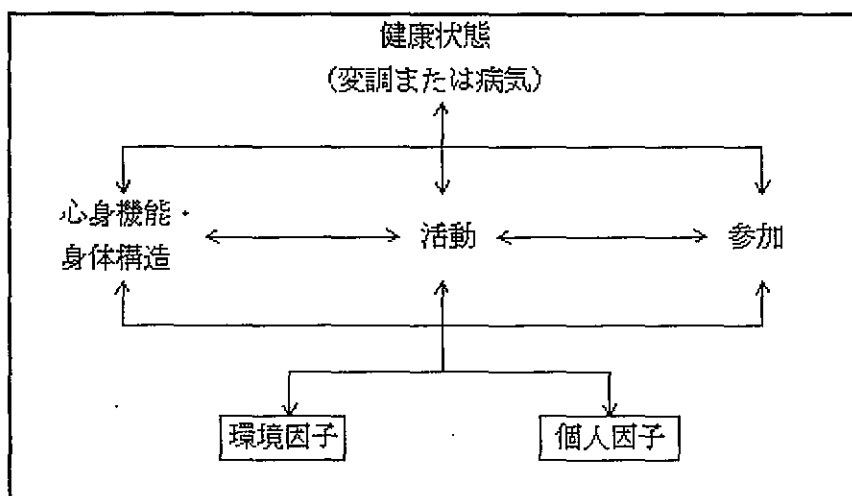 健康状態
(変調または病気)
心身機能・
身体構造
活動
参加
環境因子
個人因子